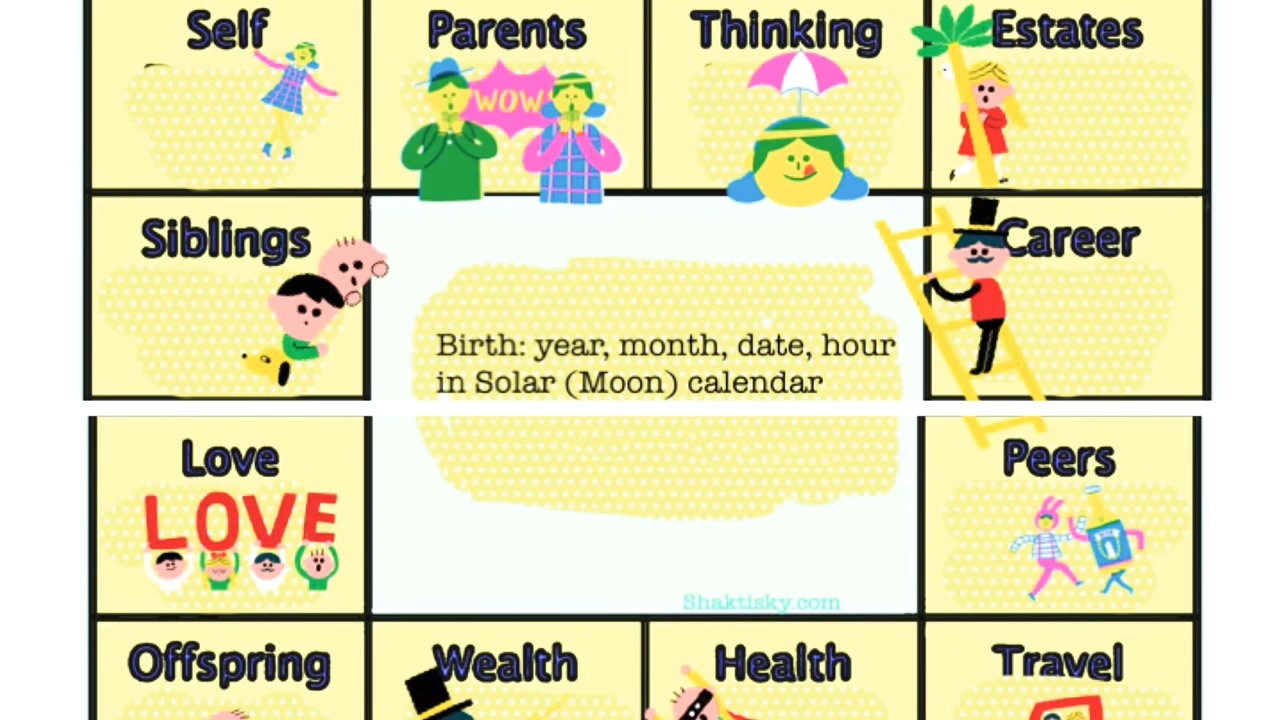 Self
Parents
Thinking
Estates
WOW!
Siblings
Career
Birth: year, month, date, hour
in Solar (Moon) calendar
Love
Peers
LOVE
Shaktisky.com
Offspring
Wealth
Health
Travel